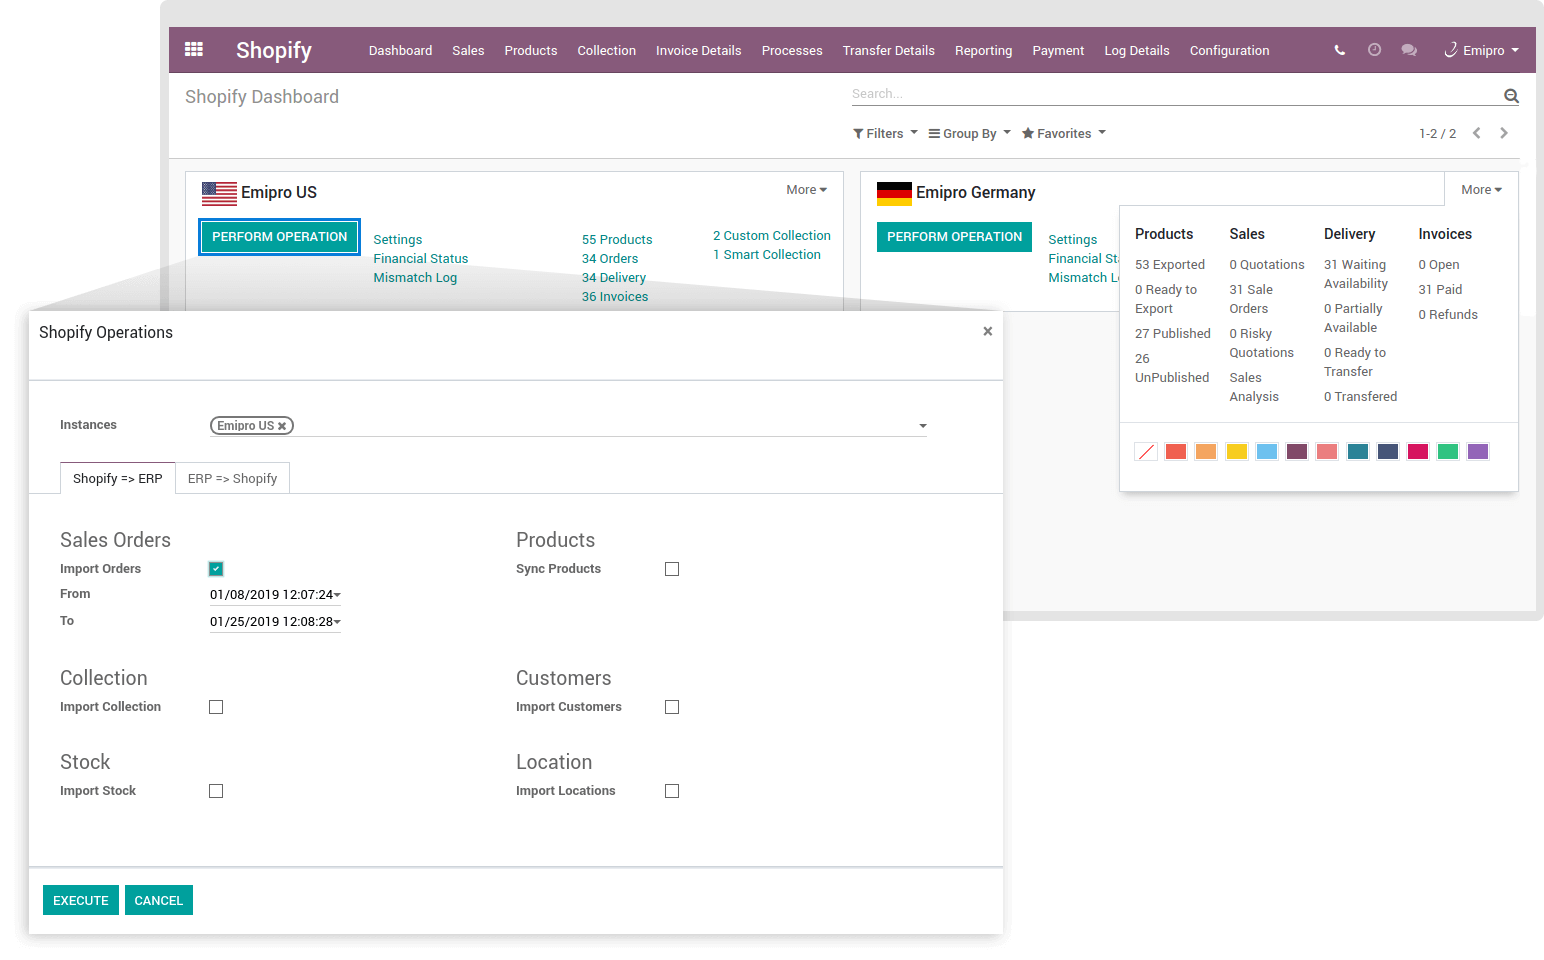 Shopify
Dashboard Sales Products Collection Invoice Details Processes Transfer Details Reporting Payment Log Details Configuration
Emipro
Shopify Dashboard
Search...
Filters Group By Favorites
1-2 / 2
Emipro US
More
PERFORM OPERATION
Settings
Financial Status
Mismatch Log
55 Products
34 Orders
34 Delivery
36 Invoices
2 Custom Collection
1 Smart Collection
Emipro Germany
More
PERFORM OPERATION
Settings
Financial St
Mismatch L
Products
53 Exported
0 Ready to
Export
27 Published
26
UnPublished
Sales
0 Quotations
31 Sale
Orders
0 Risky
Quotations
Sales
Analysis
Delivery
31 Waiting
Availability
0 Partially
Available
0 Ready to
Transfer
0 Transfered
Invoices
0 Open
31 Paid
0 Refunds
Shopify Operations
Instances
Emipro US
Shopify => ERP
ERP => Shopify
Sales Orders
Import Orders
From
01/08/2019 12:07:24
To
01/25/2019 12:08:28
Products
Sync Products
Collection
Import Collection
Customers
Import Customers
Stock
Import Stock
Location
Import Locations
EXECUTE
CANCEL